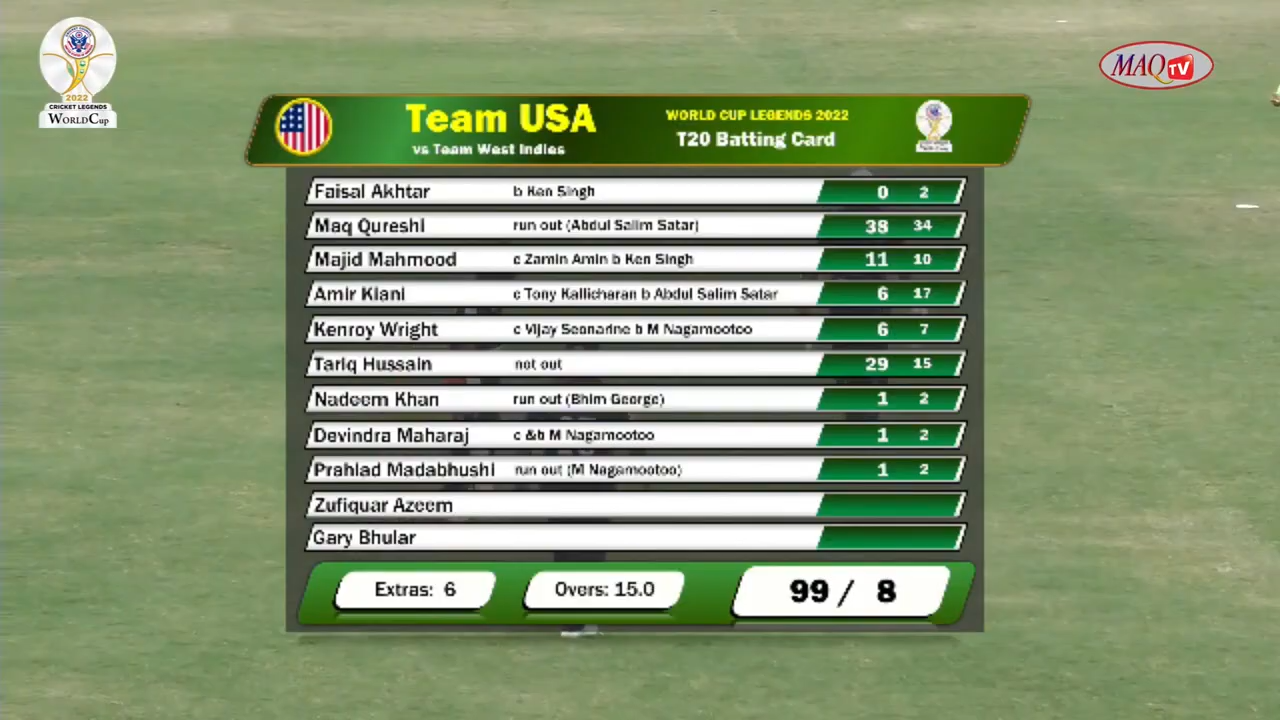 2022
CRICKET LEGENDS
WorldCup
MAQ TV
Team USA
vs Team West Indies
WORLD CUP LEGENDS 2022
T20 Batting Card
Faisal Akhtar b Ken Singh 0 2
Maq Qureshi run out (Abdul Salim Satar) 38 34
Majid Mahmood c Zamin Amin b Ken Singh 11 10
Amir Kiani c Tony Kallicharan b Abdul Salim Satar 6 17
Kenroy Wright c Vijay Seonarine b M Nagamootoo 6 7
Tariq Hussain not out 29 15
Nadeem Khan run out (Bhim George) 1 2
Devindra Maharaj c &b M Nagamootoo 1 2
Prahlad Madabhushi run out (M Nagamootoo) 1 2
Zufiquar Azeem
Gary Bhular
Extras: 6 Overs: 15.0 99 / 8